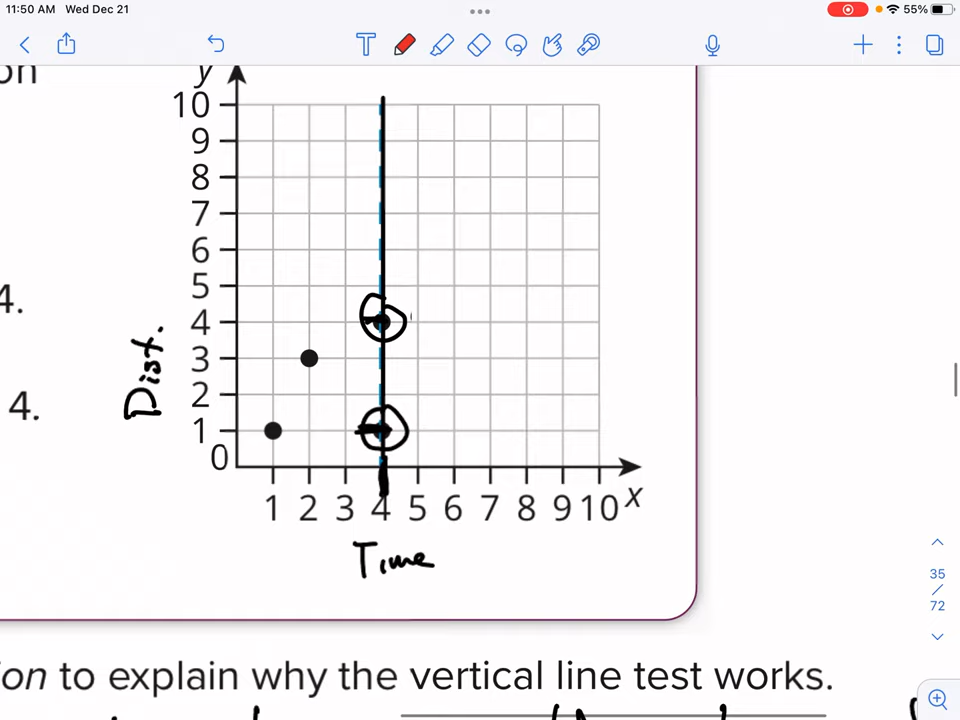 11:50 AM Wed Dec 21
55%
on
y
10
9
8
7
6
5
4.
4
3
2
4.
1
0
Dist.
1 2 3 4 5 6 7 8 9 10 x
Time
35
/
72
ion to explain why the vertical line test works.